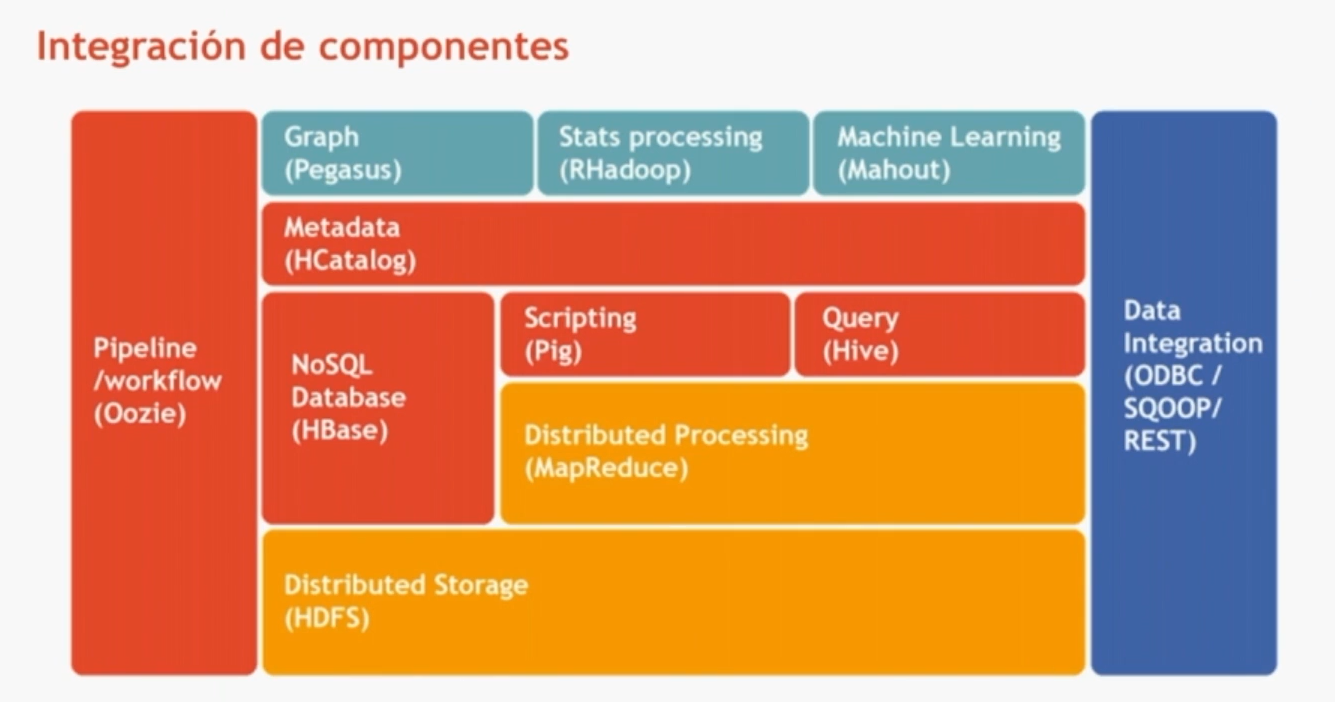 Integración de componentes
Pipeline
/workflow
(Oozie)
Graph
(Pegasus)
Stats processing
(RHadoop)
Machine Learning
(Mahout)
Metadata
(HCatalog)
NoSQL
Database
(HBase)
Scripting
(Pig)
Query
(Hive)
Distributed Processing
(MapReduce)
Distributed Storage
(HDFS)
Data
Integration
(ODBC /
SQOOP/
REST)